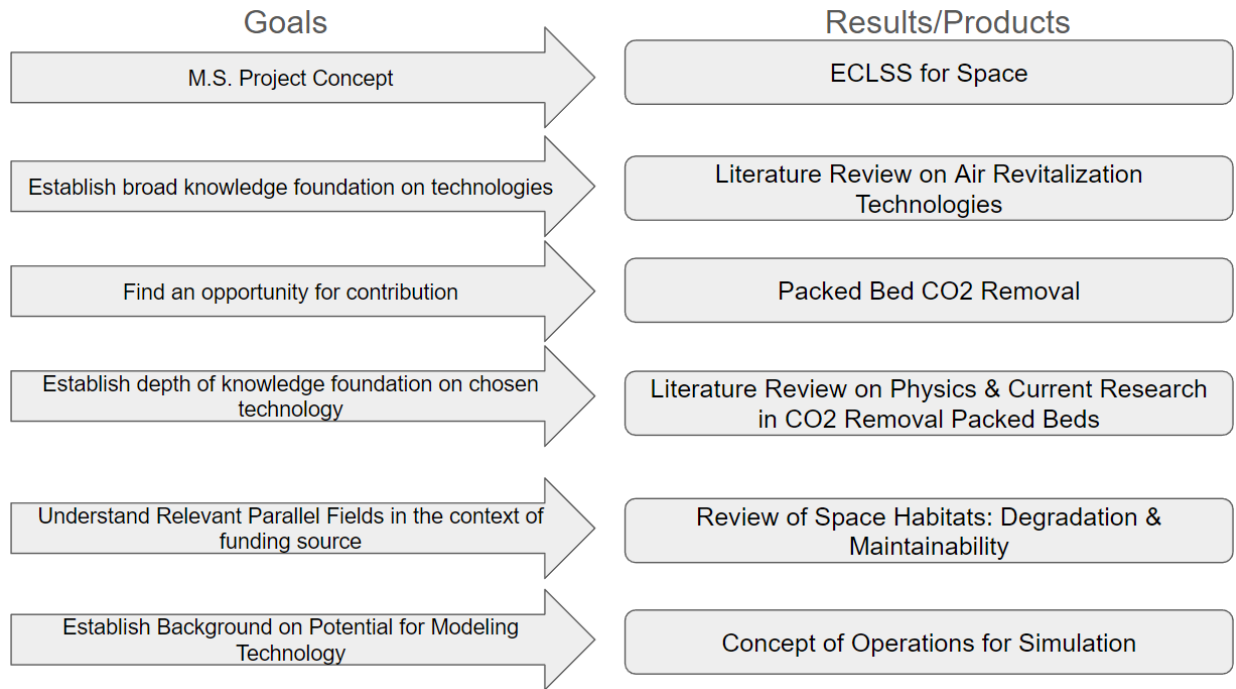 Goals
Results/Products
M.S. Project Concept
ECLSS for Space
Establish broad knowledge foundation on technologies
Literature Review on Air Revitalization
Technologies
Find an opportunity for contribution
Packed Bed CO2 Removal
Establish depth of knowledge foundation on chosen
technology
Literature Review on Physics & Current Research
in CO2 Removal Packed Beds
Understand Relevant Parallel Fields in the context of
funding source
Review of Space Habitats: Degradation &
Maintainability
Establish Background on Potential for Modeling
Technology
Concept of Operations for Simulation